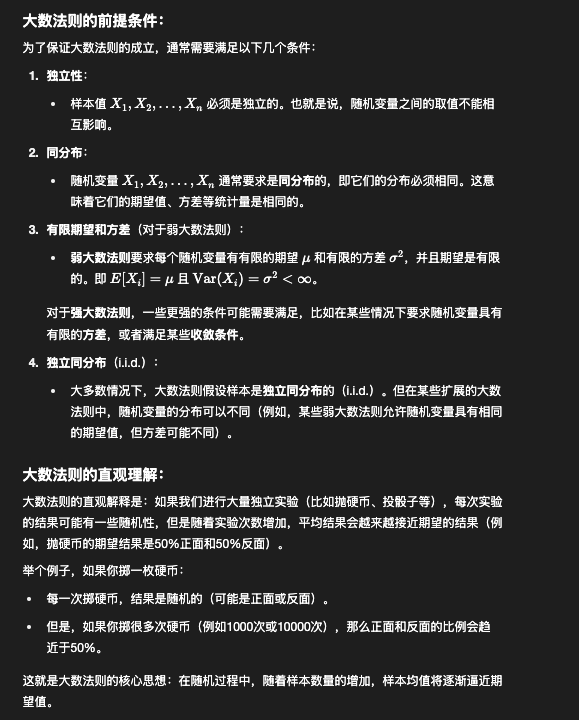 大数法则的前提条件：
为了保证大数法则的成立，通常需要满足以下几个条件：
1. 独立性：
• 样本值 X₁, X₂, . . . , Xₙ 必须是独立的。也就是说，随机变量之间的取值不能相
互影响。
2. 同分布：
• 随机变量 X₁, X₂, . . . , Xₙ 通常要求是同分布的，即它们的分布必须相同。这意
味着它们的期望值、方差等统计量是相同的。
3. 有限期望和方差（对于弱大数法则）：
• 弱大数法则要求每个随机变量有有限的期望 μ 和有限的方差 σ²，并且期望是有限
的。即 E[Xᵢ] = μ 且 Var(Xᵢ) = σ² < ∞。
对于强大数法则，一些更强的条件可能需要满足，比如在某些情况下要求随机变量具有
有限的方差，或者满足某些收敛条件。
4. 独立同分布（i.i.d.）：
• 大多数情况下，大数法则假设样本是独立同分布的（i.i.d.）。但在某些扩展的大数
法则中，随机变量的分布可以不同（例如，某些弱大数法则允许随机变量具有相同
的期望值，但方差可能不同）。
大数法则的直观理解：
大数法则的直观解释是：如果我们进行大量独立实验（比如抛硬币、投骰子等），每次实验
的结果可能有一些随机性，但是随着实验次数增加，平均结果会越来越接近期望的结果（例
如，抛硬币的期望结果是50%正面和50%反面）。
举个例子，如果你掷一枚硬币：
• 每一次掷硬币，结果是随机的（可能是正面或反面）。
• 但是，如果你掷很多次硬币（例如1000次或10000次），那么正面和反面的比例会趋
近于50%。
这就是大数法则的核心思想：在随机过程中，随着样本数量的增加，样本均值将逐渐逼近期
望值。